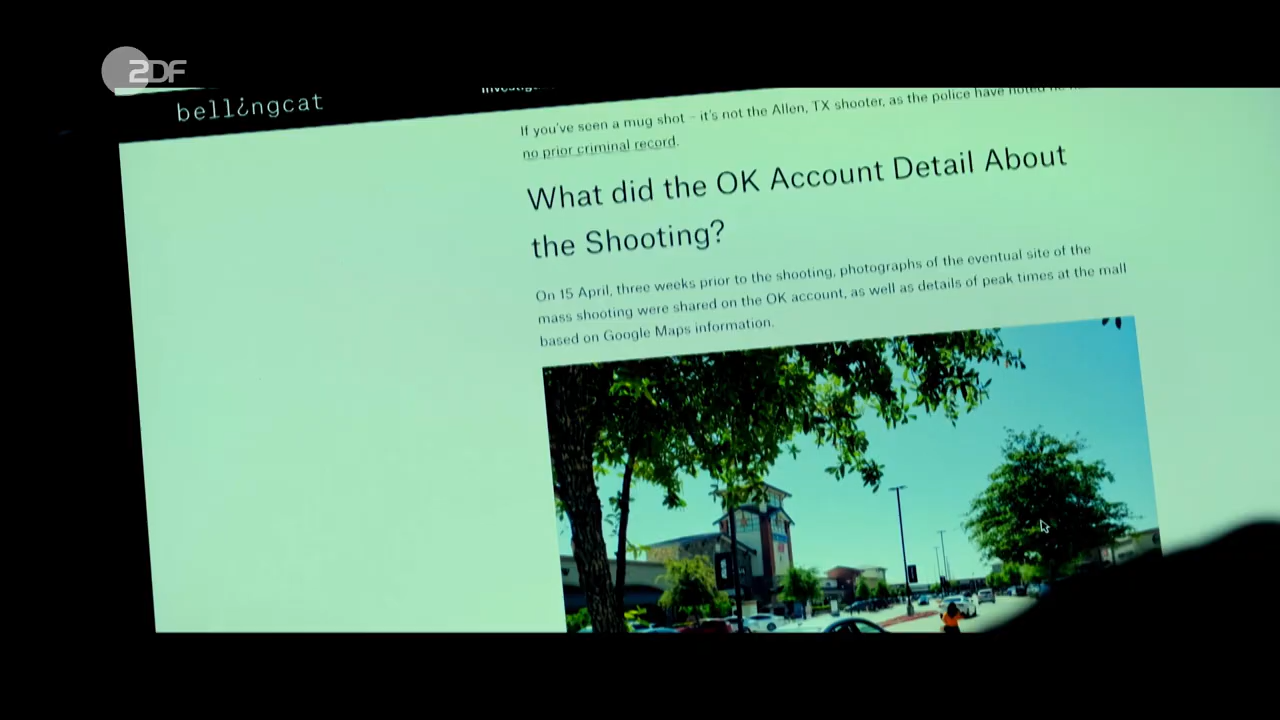 ZDF
bellingcat
If you've seen a mug shot – it's not the Allen, TX shooter, as the police have noted he
no prior criminal record.
What did the OK Account Detail About
the Shooting?
On 15 April, three weeks prior to the shooting, photographs of the eventual site of the
mass shooting were shared on the OK account, as well as details of peak times at the mall
based on Google Maps information.